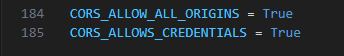 184 CORS_ALLOW_ALL_ORIGINS = True
185 CORS_ALLOWS_CREDENTIALS = True